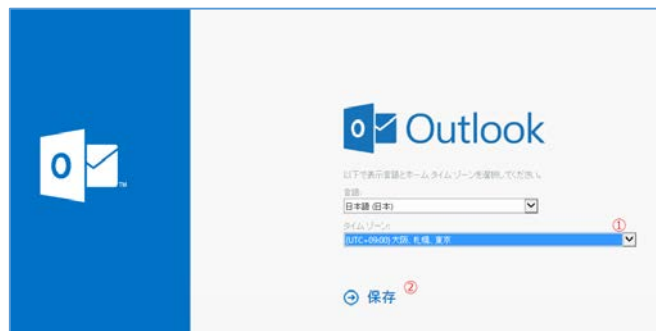 O
TM
O Outlook
以下で表示言語とホーム タイム ゾーンを選択してください。
言語:
日本語 (日本)
タイム ゾーン: ①
(UTC+09:00) 大阪、札幌、東京
保存 ②